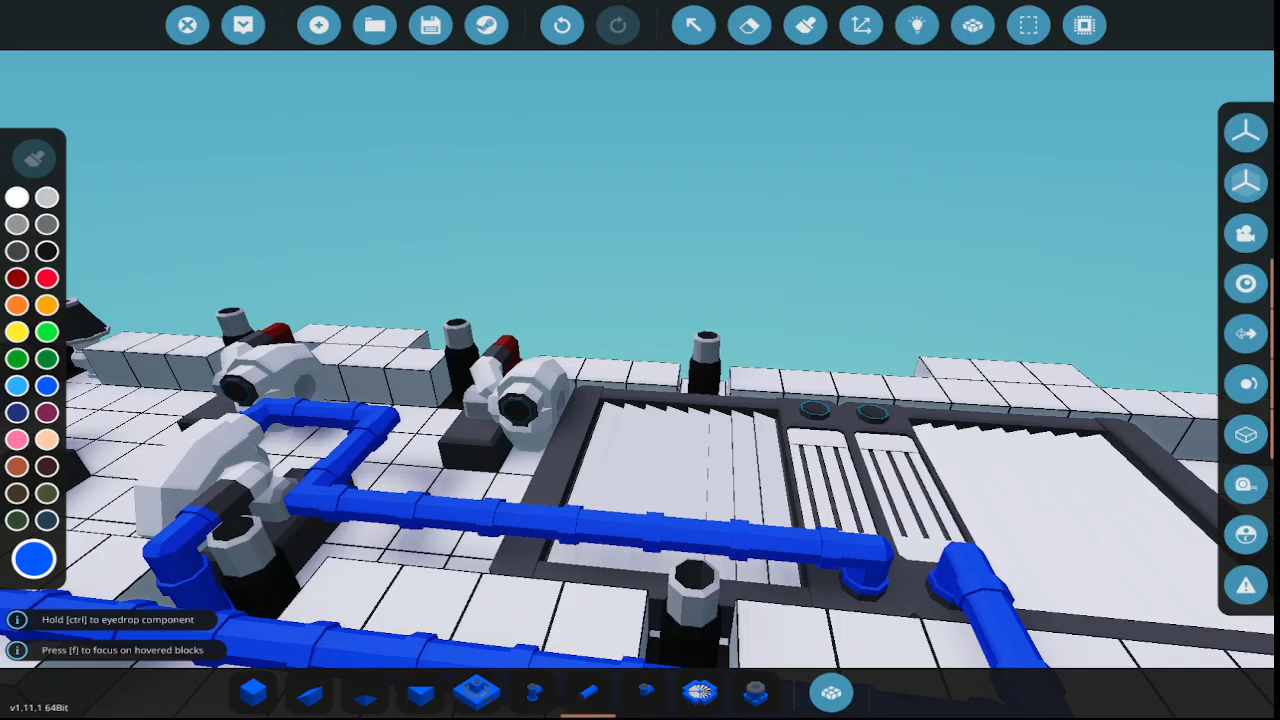 Hold [ctrl] to eyedrop component
Press [f] to focus on hovered blocks
v1.11.1 64Bit